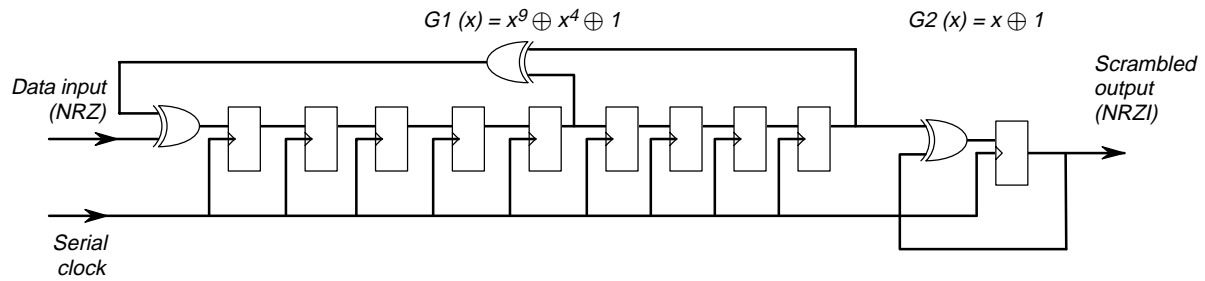 G1 (x) = x⁹ ⊕ x⁴ ⊕ 1
G2 (x) = x ⊕ 1
Data input
(NRZ)
Scrambled
output
(NRZI)
Serial
clock